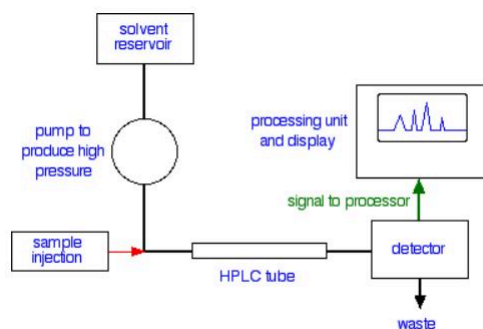 solvent
reservoir
pump to
produce high
pressure
processing unit
and display
signal to processor
sample
injection
HPLC tube
detector
waste